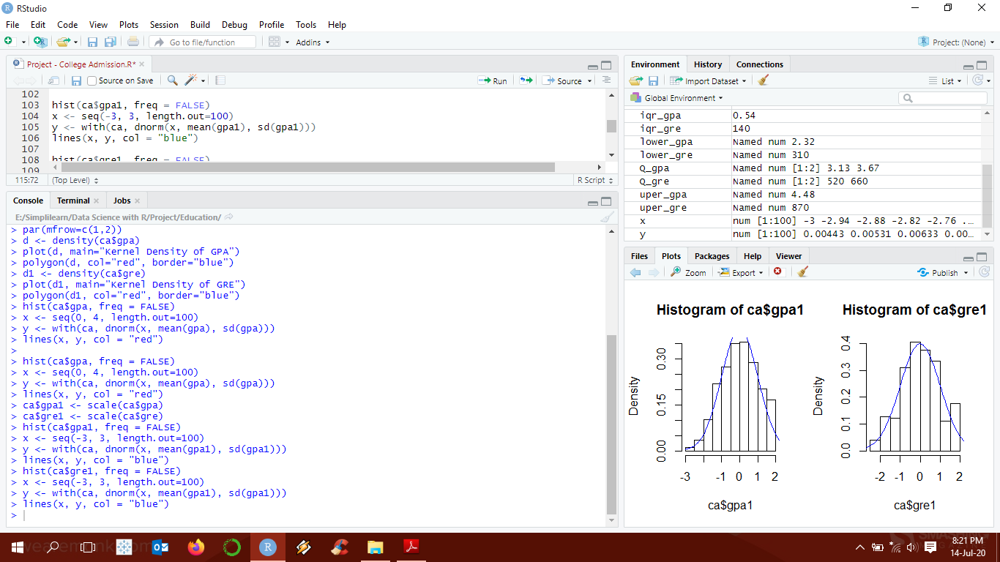 RStudio
File Edit Code View Plots Session Build Debug Profile Tools Help
Go to file/function
Addins
Project: (None)
Project - College Admission.R*
Source on Save
Run
Source
102
103 hist(ca$gpa1, freq = FALSE)
104 x <- seq(-3, 3, length.out=100)
105 y <- with(ca, dnorm(x, mean(gpa1), sd(gpa1)))
106 lines(x, y, col = "blue")
107
108 hist(ca$gre1, freq = FALSE)
109
115:72 (Top Level) R Script
Console Terminal Jobs
E:/Simplilearn/Data Science with R/Project/Education/
> par(mfrow=c(1,2))
> d <- density(ca$gpa)
> plot(d, main="Kernel Density of GPA")
> polygon(d, col="red", border="blue")
> d1 <- density(ca$gre)
> plot(d1, main="Kernel Density of GRE")
> polygon(d1, col="red", border="blue")
> hist(ca$gpa, freq = FALSE)
> x <- seq(0, 4, length.out=100)
> y <- with(ca, dnorm(x, mean(gpa), sd(gpa)))
> lines(x, y, col = "red")
>
> hist(ca$gpa, freq = FALSE)
> x <- seq(0, 4, length.out=100)
> y <- with(ca, dnorm(x, mean(gpa), sd(gpa)))
> lines(x, y, col = "red")
> ca$gpa1 <- scale(ca$gpa)
> ca$gre1 <- scale(ca$gre)
> hist(ca$gpa1, freq = FALSE)
> x <- seq(-3, 3, length.out=100)
> y <- with(ca, dnorm(x, mean(gpa1), sd(gpa1)))
> lines(x, y, col = "blue")
> hist(ca$gre1, freq = FALSE)
> x <- seq(-3, 3, length.out=100)
> y <- with(ca, dnorm(x, mean(gpa1), sd(gpa1)))
> lines(x, y, col = "blue")
>
Environment History Connections
Import Dataset
List
Global Environment
iqr_gpa 0.54
iqr_gre 140
lower_gpa Named num 2.32
lower_gre Named num 310
Q_gpa Named num [1:2] 3.13 3.67
Q_gre Named num [1:2] 520 660
uper_gpa Named num 4.48
uper_gre Named num 870
x num [1:100] -3 -2.94 -2.88 -2.82 -2.76 ...
y num [1:100] 0.00443 0.00531 0.00633 0.00...
Files Plots Packages Help Viewer
Zoom Export Publish
Histogram of ca$gpa1
Density
0.00 0.15 0.30
-3 -1 0 1 2
ca$gpa1
Histogram of ca$gre1
Density
0.0 0.1 0.2 0.3 0.4
-2 -1 0 1 2
ca$gre1
8:21 PM
14-Jul-20